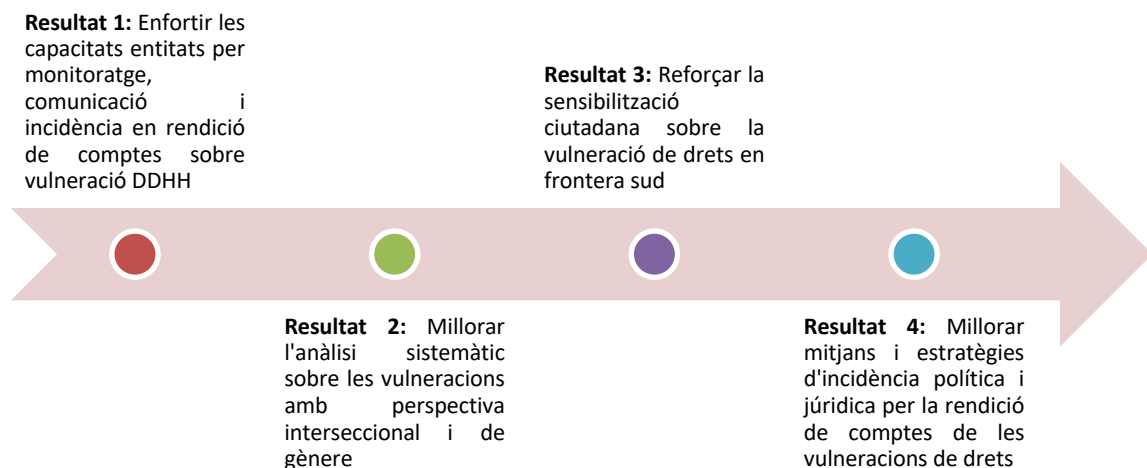 Resultat 1: Enfortir les
capacitats entitats per
monitoratge,
comunicació i
incidència en rendició
de comptes sobre
vulneració DDHH
Resultat 2: Millorar
l'anàlisi sistemàtic
sobre les vulneracions
amb perspectiva
interseccional i de
gènere
Resultat 3: Reforçar la
sensibilització
ciutadana sobre la
vulneració de drets en
frontera sud
Resultat 4: Millorar
mitjans i estratègies
d'incidència política i
júridica per la rendició
de comptes de les
vulneracions de drets